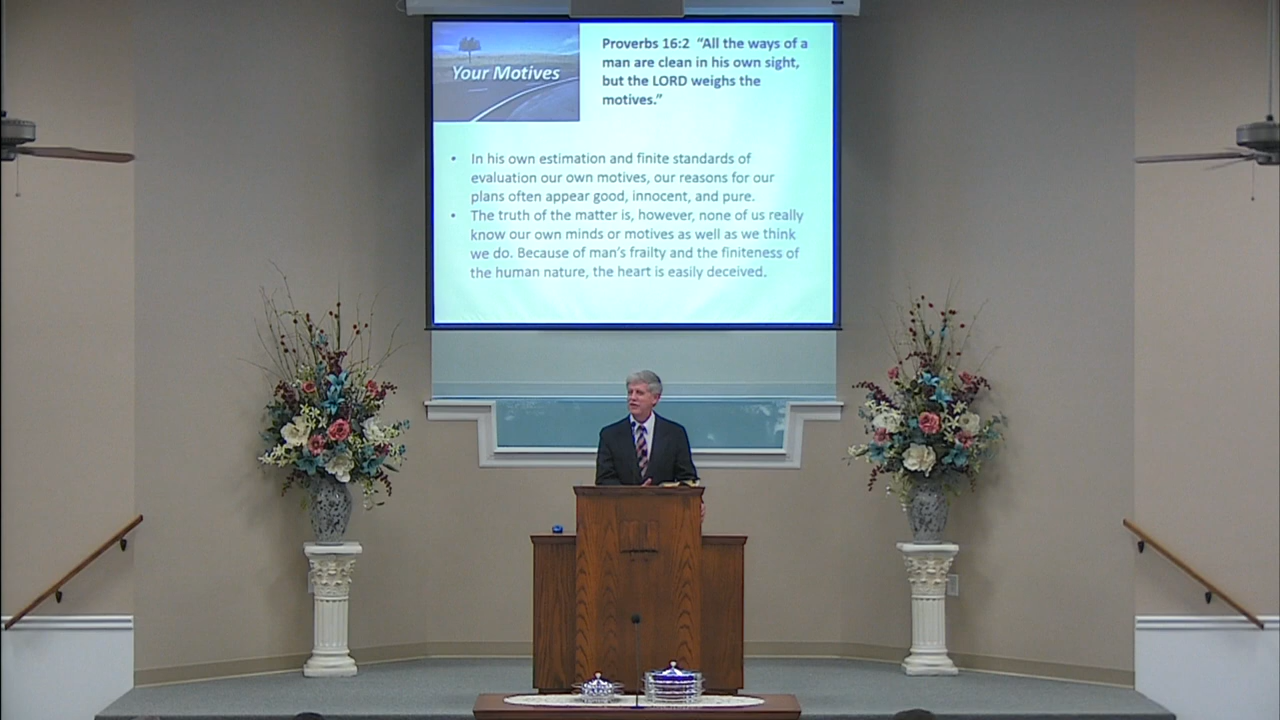 Your Motives
Proverbs 16:2 "All the ways of a
man are clean in his own sight,
but the LORD weighs the
motives."
• In his own estimation and finite standards of
evaluation our own motives, our reasons for our
plans often appear good, innocent, and pure.
• The truth of the matter is, however, none of us really
know our own minds or motives as well as we think
we do. Because of man's frailty and the finiteness of
the human nature, the heart is easily deceived.